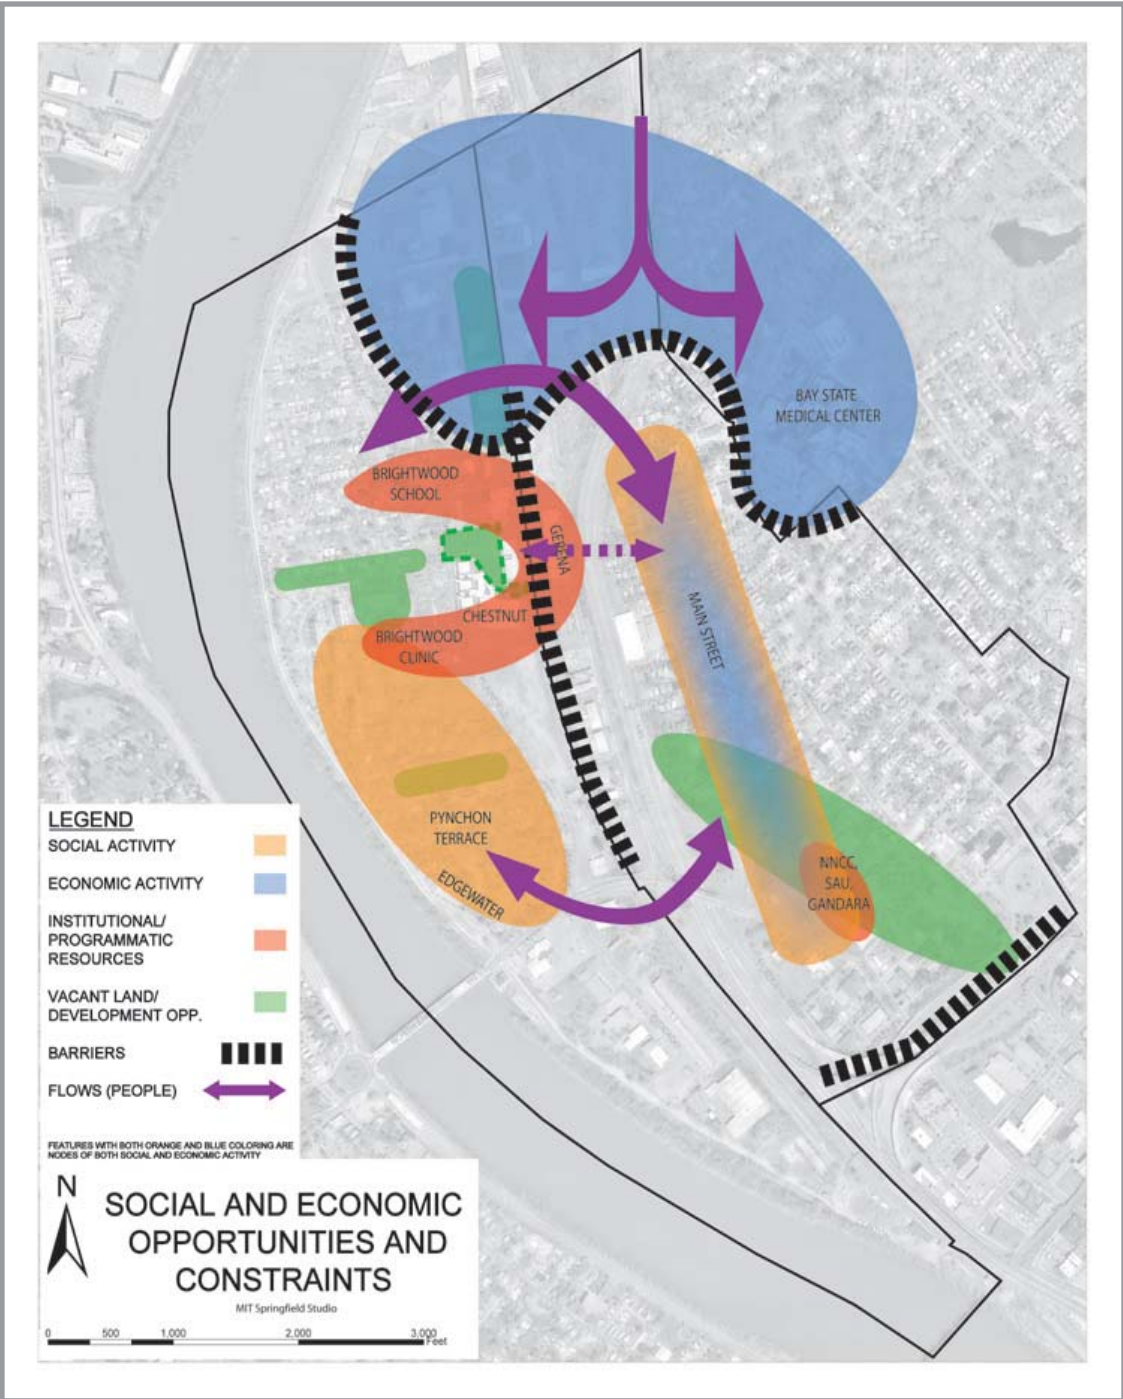 BAY STATE
MEDICAL CENTER
BRIGHTWOOD
SCHOOL
GERENA
CHESTNUT
BRIGHTWOOD
CLINIC
MAIN STREET
PYNCHON
TERRACE
EDGEWATER
NNCC,
SAU,
GANDARA
LEGEND
SOCIAL ACTIVITY
ECONOMIC ACTIVITY
INSTITUTIONAL/
PROGRAMMATIC
RESOURCES
VACANT LAND/
DEVELOPMENT OPP.
BARRIERS
FLOWS (PEOPLE)
FEATURES WITH BOTH ORANGE AND BLUE COLORING ARE
NODES OF BOTH SOCIAL AND ECONOMIC ACTIVITY
N
SOCIAL AND ECONOMIC
OPPORTUNITIES AND
CONSTRAINTS
MIT Springfield Studio
0 500 1,000 2,000 3,000
Feet